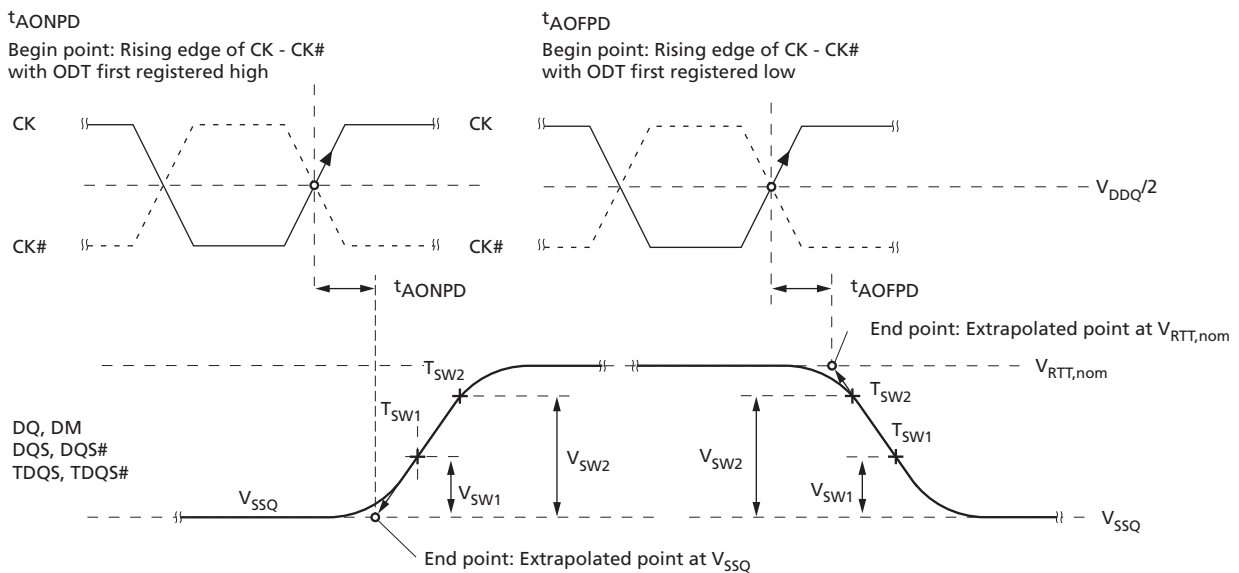 tAONPD
Begin point: Rising edge of CK - CK#
with ODT first registered high
tAOFPD
Begin point: Rising edge of CK - CK#
with ODT first registered low
CK
CK
VDDQ/2
CK#
CK#
tAONPD
tAOFPD
End point: Extrapolated point at VRTT,nom
VRTT,nom
TSW2
TSW2
TSW1
TSW1
DQ, DM
DQS, DQS#
TDQS, TDQS#
VSW2
VSW2
VSW1
VSW1
VSSQ
VSSQ
End point: Extrapolated point at VSSQ